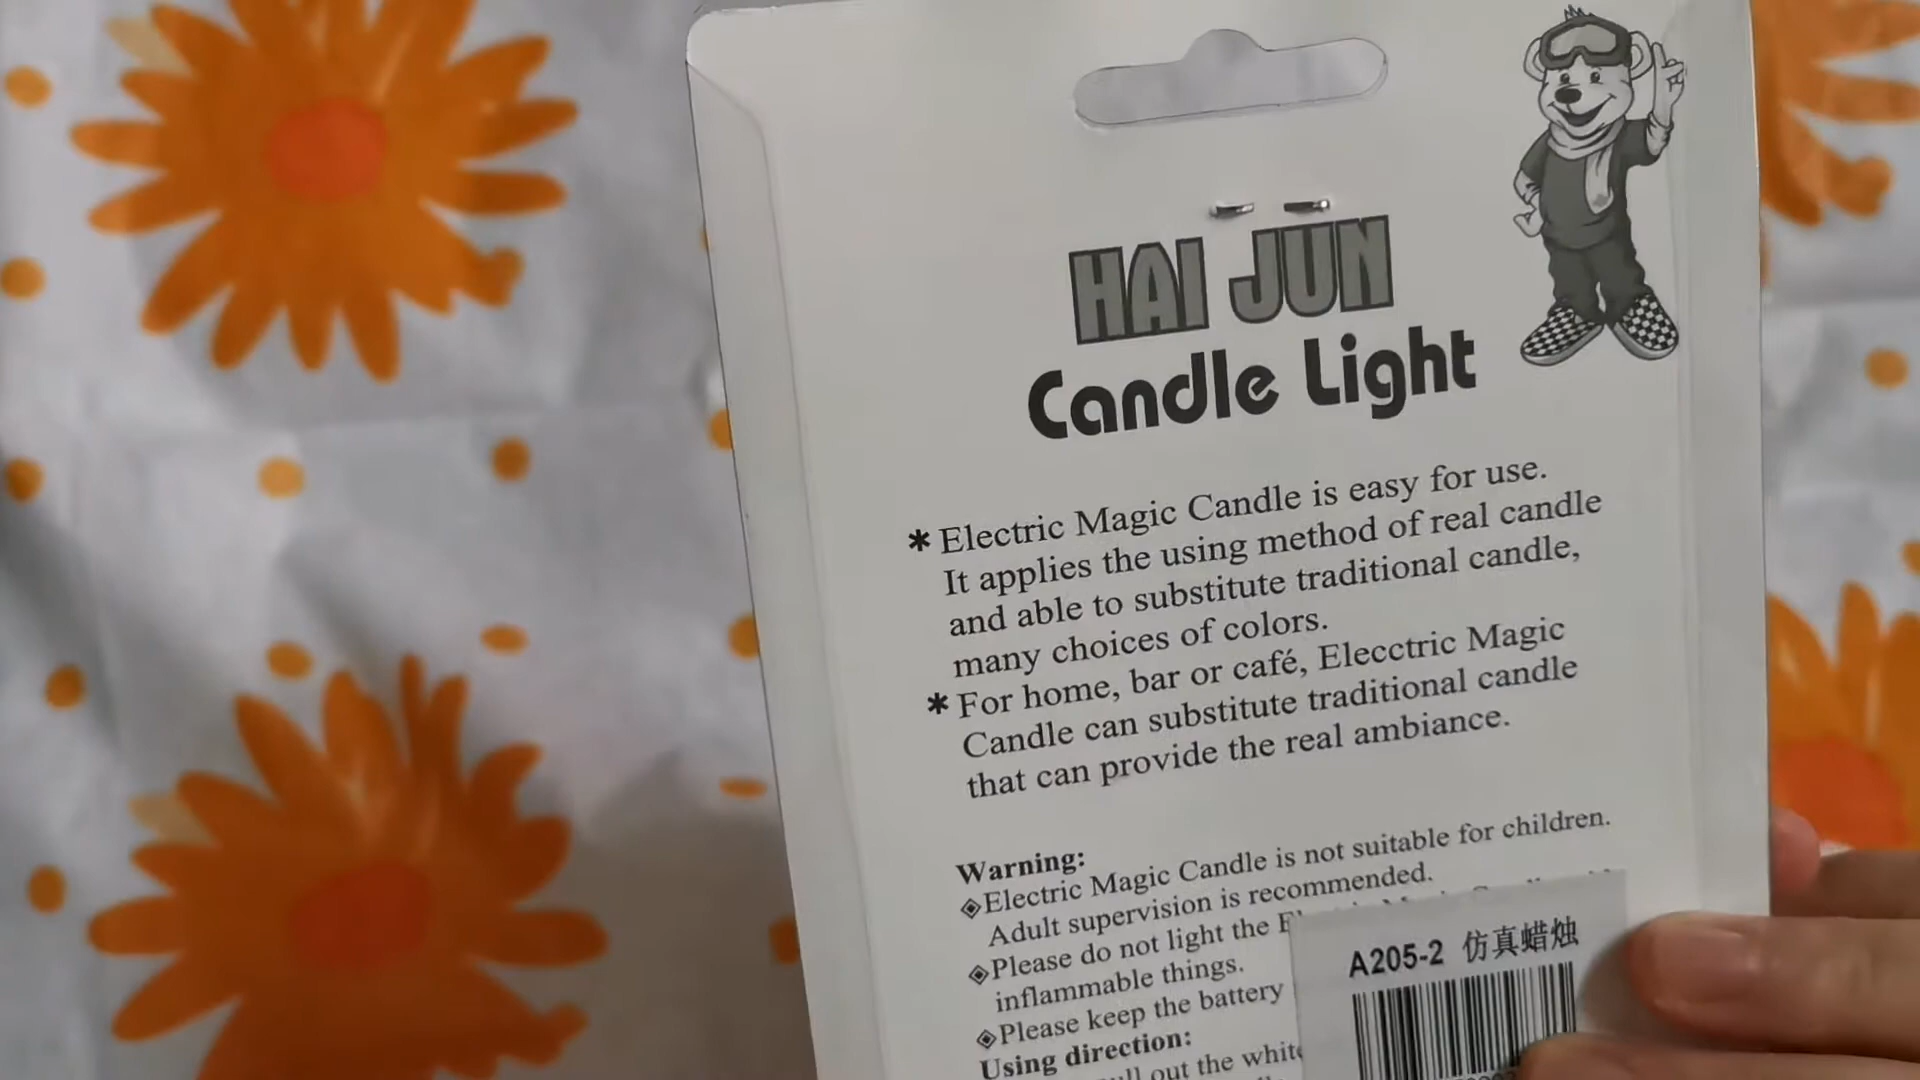 HAI JUN
Candle Light
* Electric Magic Candle is easy for use.
It applies the using method of real candle
and able to substitute traditional candle,
many choices of colors.
* For home, bar or café, Elecctric Magic
Candle can substitute traditional candle
that can provide the real ambiance.
Warning:
◈Electric Magic Candle is not suitable for children.
Adult supervision is recommended.
◈Please do not light the
inflammable things.
◈Please keep the battery
Using direction:
out the white
A205-2 仿真蜡烛